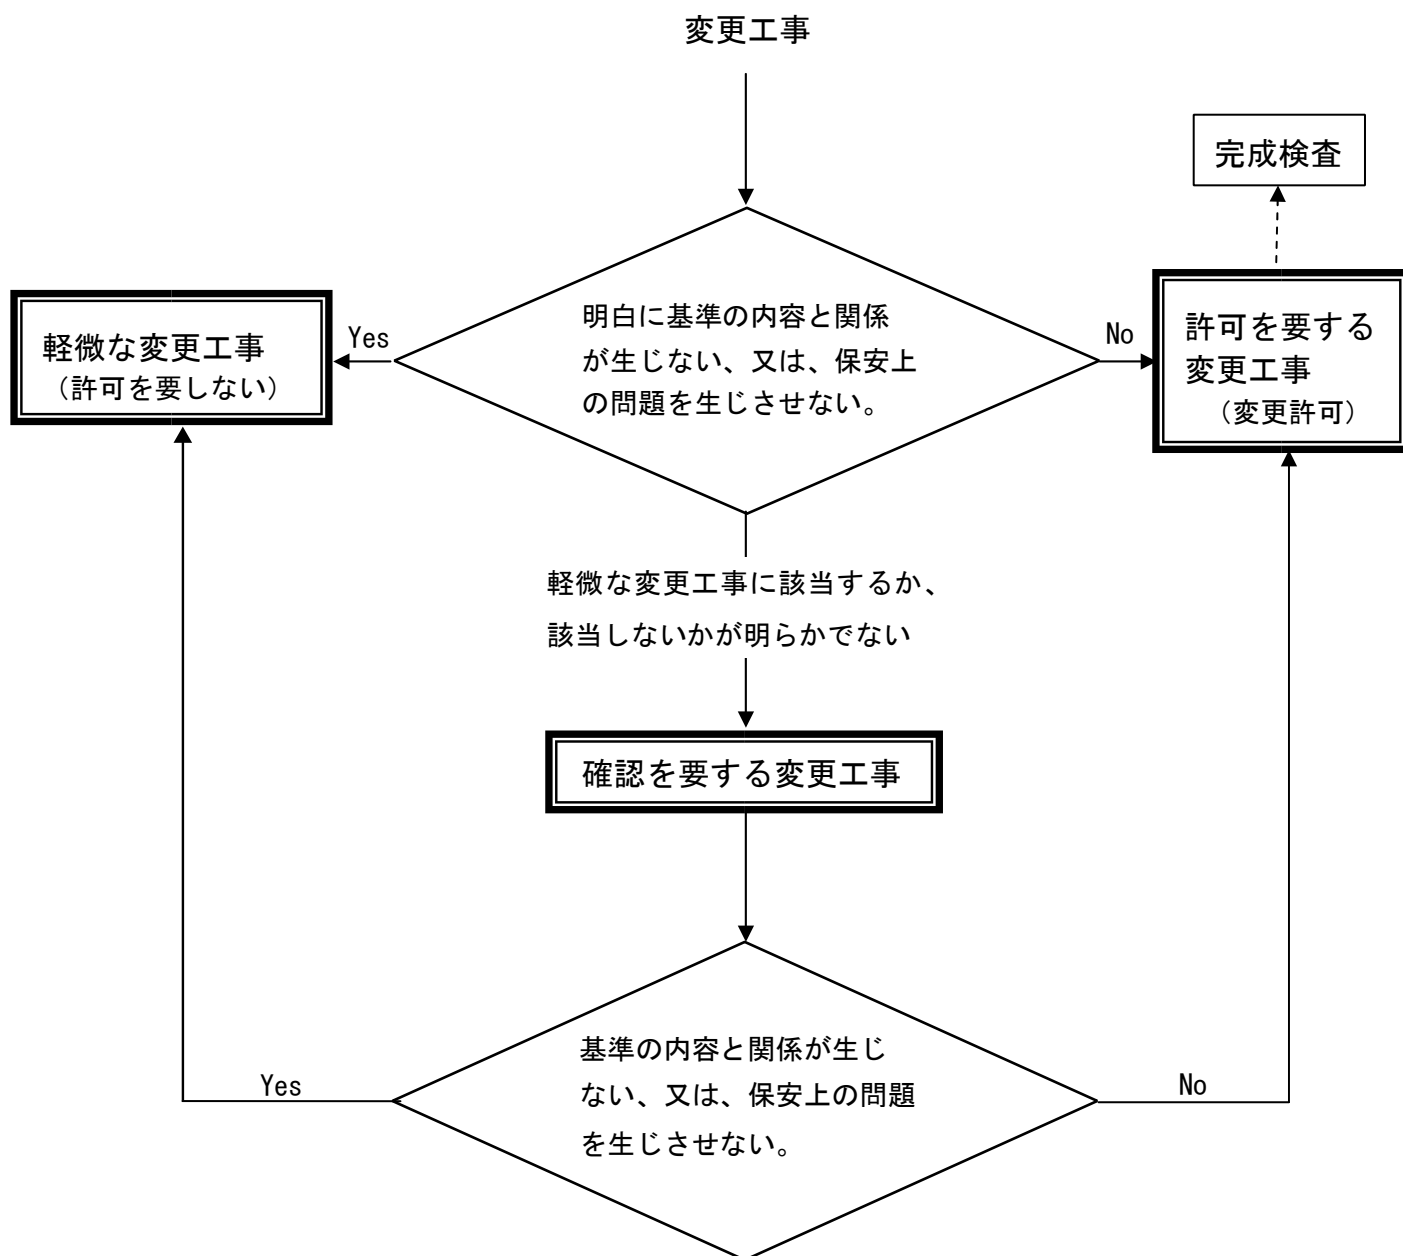 変更工事
完成検査
明白に基準の内容と関係
が生じない、又は、保安上
の問題を生じさせない。
Yes
No
軽微な変更工事
（許可を要しない）
許可を要する
変更工事
（変更許可）
軽微な変更工事に該当するか、
該当しないかが明らかでない
確認を要する変更工事
基準の内容と関係が生じ
ない、又は、保安上の問題
を生じさせない。
Yes
No